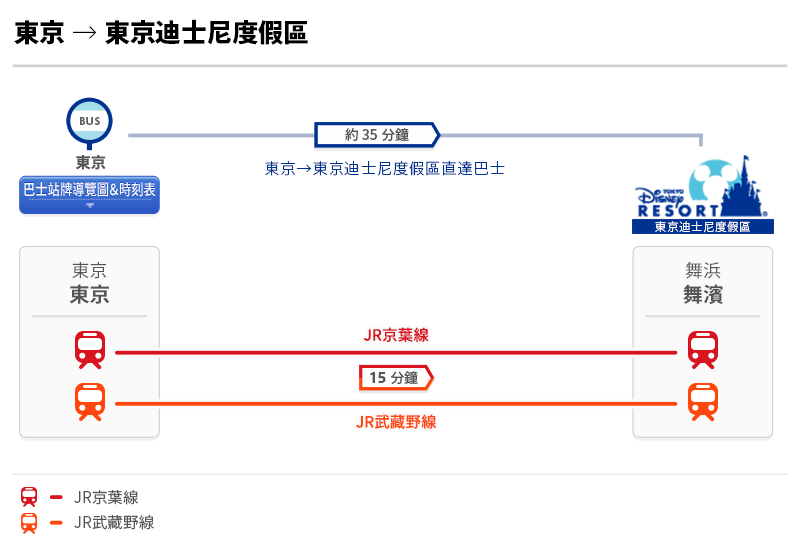 東京 → 東京迪士尼度假區
BUS
東京
巴士站牌導覽圖&時刻表
約 35 分鐘
東京→東京迪士尼度假區直達巴士
TOKYO
Disney
RESORT®
東京迪士尼度假區
東京
東京
舞浜
舞濱
JR京葉線
15 分鐘
JR武藏野線
JR京葉線
JR武藏野線